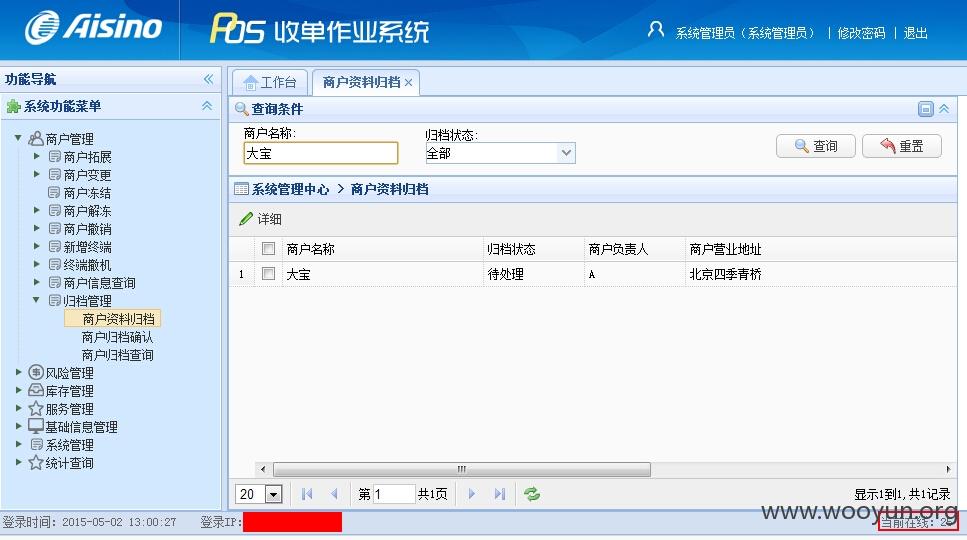 Aisino POS 收单作业系统 系统管理员（系统管理员） | 修改密码 | 退出
功能导航
系统功能菜单
商户管理
商户拓展
商户变更
商户冻结
商户解冻
商户撤销
新增终端
终端撤机
商户信息查询
归档管理
商户资料归档
商户归档确认
商户归档查询
风险管理
库存管理
服务管理
基础信息管理
系统管理
统计查询
工作台 商户资料归档
查询条件
商户名称: 归档状态:
大宝 全部 查询 重置
系统管理中心 > 商户资料归档
详细
商户名称 归档状态 商户负责人 商户营业地址
1 大宝 待处理 A 北京四季青桥
20 第 1 共1页 显示1到1, 共1记录
登录时间: 2015-05-02 13:00:27 登录IP: 当前在线:
www.wooyun.org